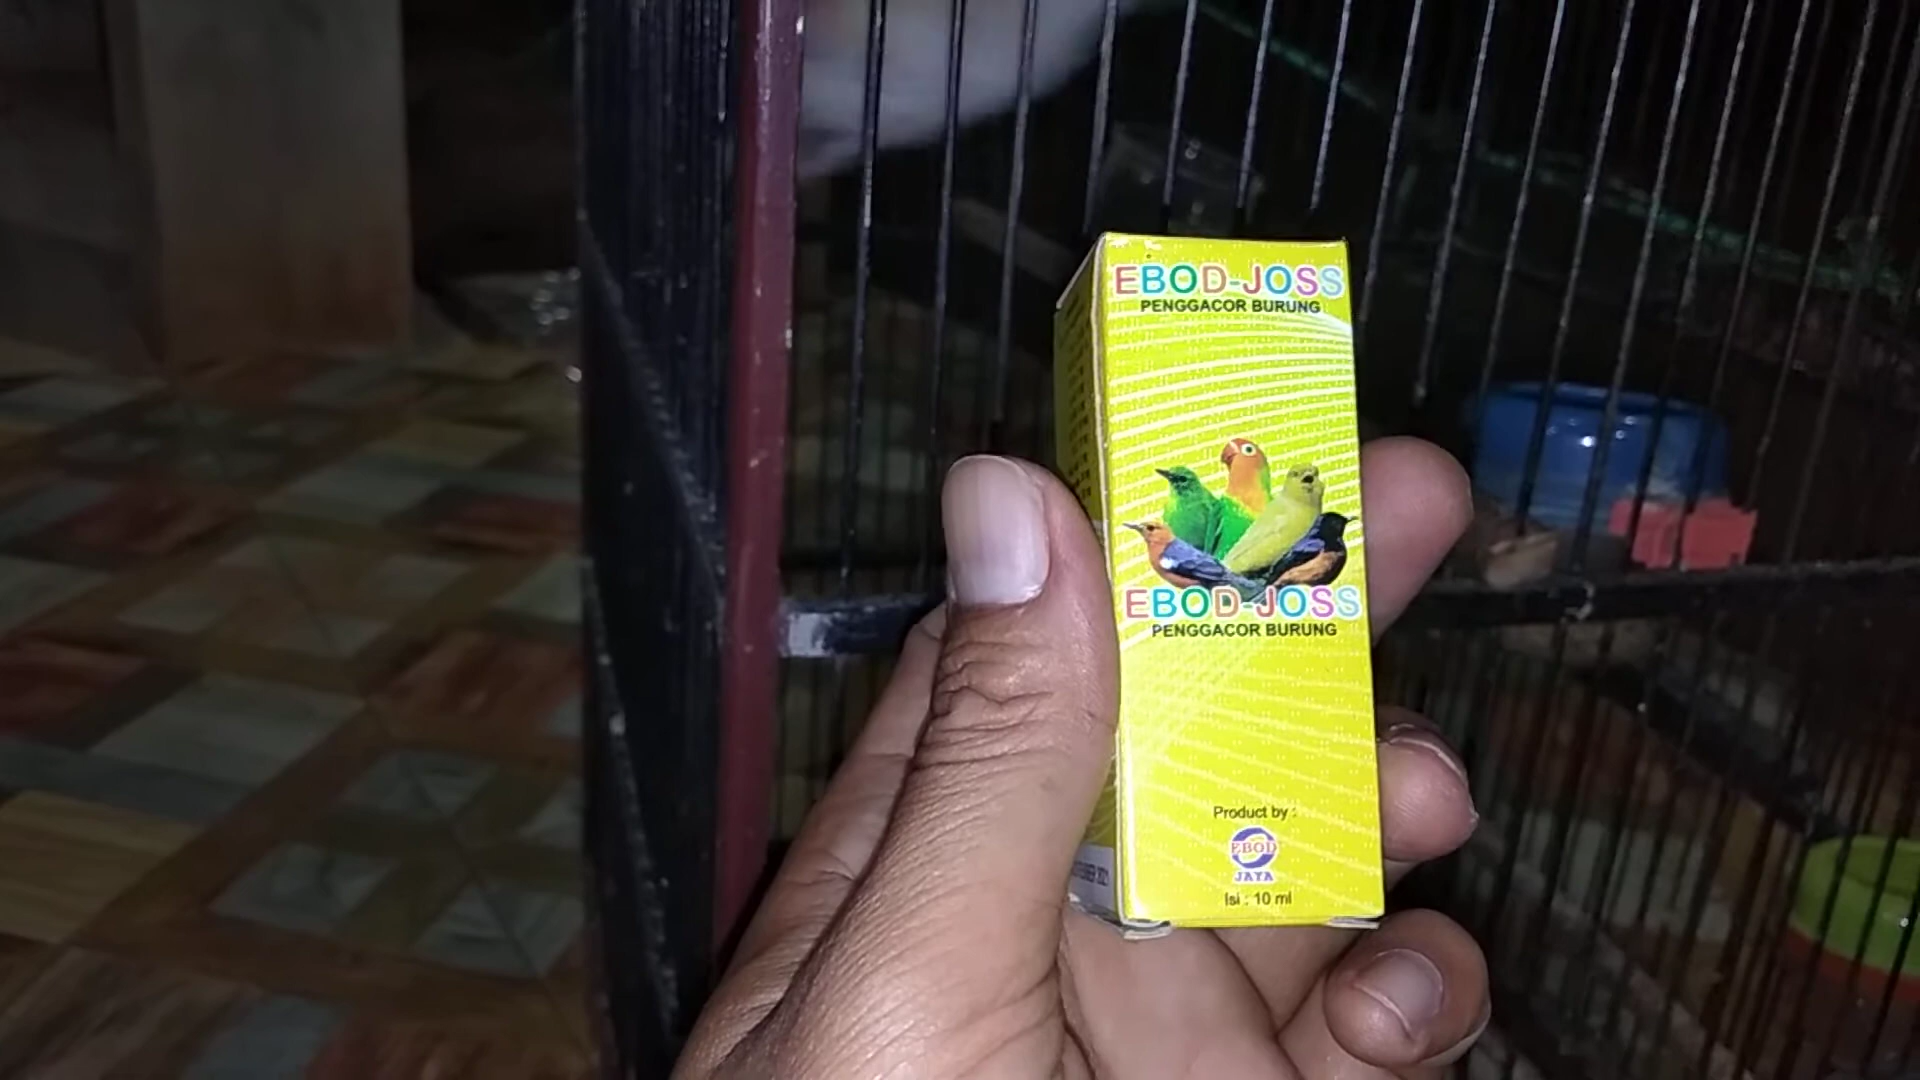 EBOD-JOSS
PENGGACOR BURUNG
EBOD-JOSS
PENGGACOR BURUNG
Product by :
EBOD
JAYA
Isi : 10 ml